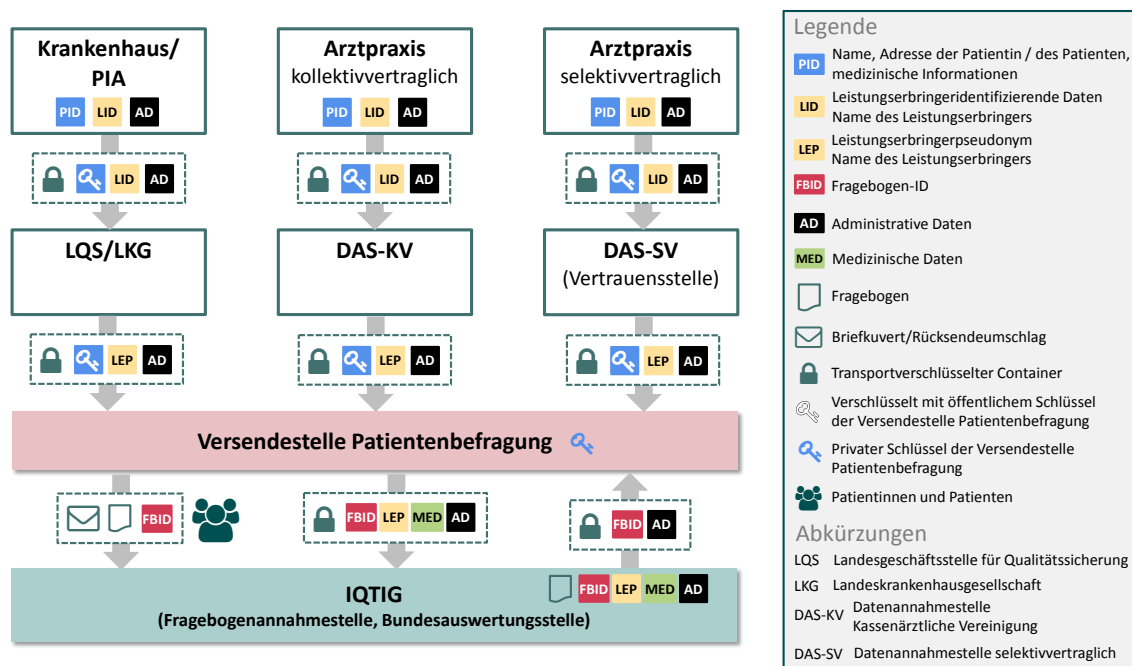 Krankenhaus/
PIA
PID LID AD
Arztpraxis
kollektivvertraglich
PID LID AD
Arztpraxis
selektivvertraglich
PID LID AD
LID AD
LID AD
LID AD
LQS/LKG
DAS-KV
DAS-SV
(Vertrauensstelle)
LEP AD
LEP AD
LEP AD
Versendestelle Patientenbefragung
FBID
FBID LEP MED AD
FBID AD
IQTIG
(Fragebogenannahmestelle, Bundesauswertungsstelle)
FBID LEP MED AD
Legende
PID Name, Adresse der Patientin / des Patienten,
medizinische Informationen
LID Leistungserbringeridentifizierende Daten
Name des Leistungserbringers
LEP Leistungserbringerpseudonym
Name des Leistungserbringers
FBID Fragebogen-ID
AD Administrative Daten
MED Medizinische Daten
Fragebogen
Briefkuvert/Rücksendeumschlag
Transportverschlüsselter Container
Verschlüsselt mit öffentlichem Schlüssel
der Versendestelle Patientenbefragung
Privater Schlüssel der Versendestelle
Patientenbefragung
Patientinnen und Patienten
Abkürzungen
LQS Landesgeschäftsstelle für Qualitätssicherung
LKG Landeskrankenhausgesellschaft
DAS-KV Datenannahmestelle
Kassenärztliche Vereinigung
DAS-SV Datenannahmestelle selektivvertraglich